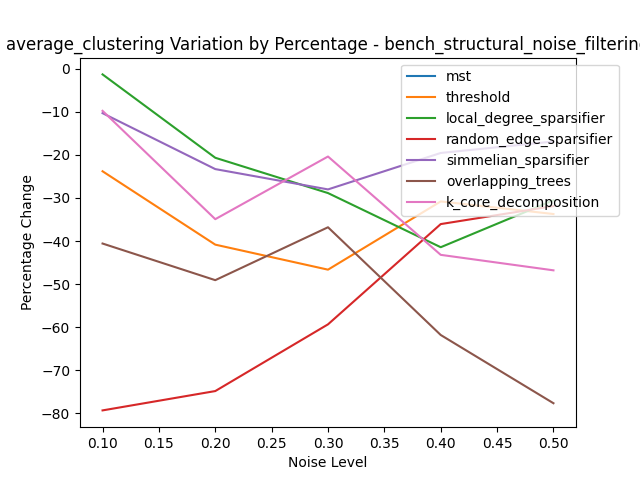 average_clustering Variation by Percentage - bench_structural_noise_filtering
0
−10
−20
−30
−40
−50
−60
−70
−80
Percentage Change
0.10 0.15 0.20 0.25 0.30 0.35 0.40 0.45 0.50
Noise Level
mst
threshold
local_degree_sparsifier
random_edge_sparsifier
simmelian_sparsifier
overlapping_trees
k_core_decomposition